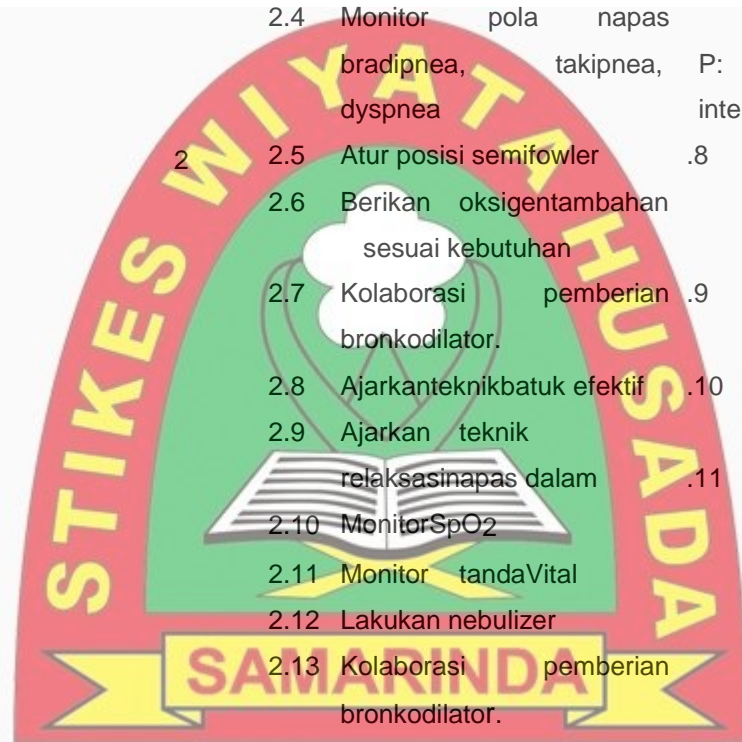 2.4 Monitor pola napas
bradipnea, takipnea, P:
dyspnea inte
2 2.5 Atur posisi semifowler .8
2.6 Berikan oksigentambahan
sesuai kebutuhan
2.7 Kolaborasi pemberian .9
bronkodilator.
2.8 Ajarkanteknikbatuk efektif .10
2.9 Ajarkan teknik
relaksasinapas dalam .11
2.10 MonitorSpO2
2.11 Monitor tandaVital
2.12 Lakukan nebulizer
2.13 Kolaborasi pemberian
bronkodilator.
STIKES WIYATA HUSADA
SAMARINDA